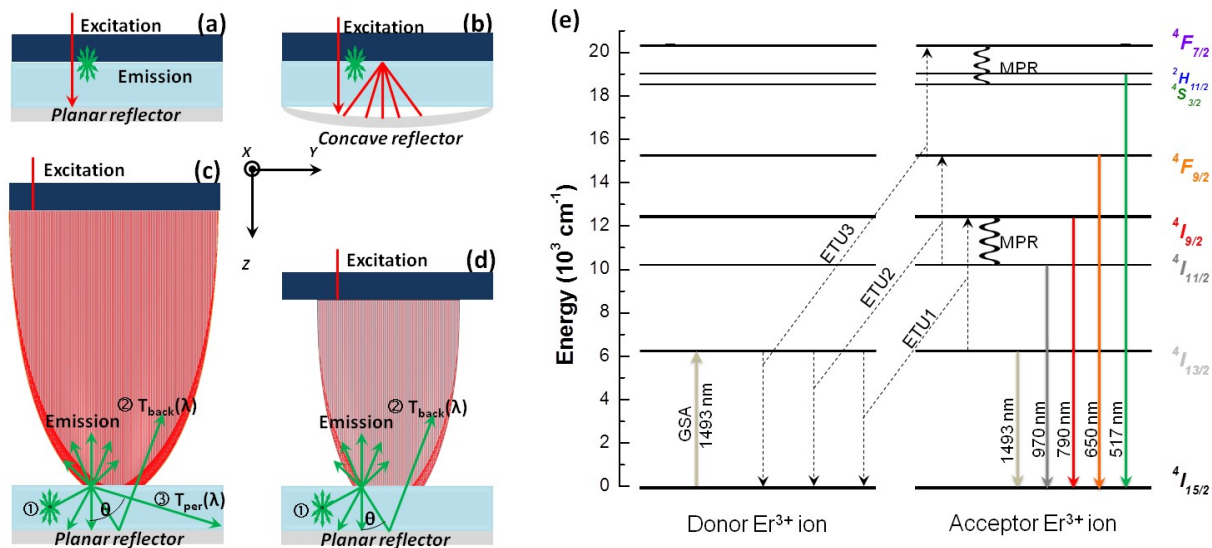 (a)
Excitation
Emission
Planar reflector
(b)
Excitation
Concave reflector
X
Y
Z
(c)
Excitation
Emission
② T_back(λ)
①
θ
③ T_per(λ)
Planar reflector
(d)
Excitation
Emission
② T_back(λ)
①
θ
Planar reflector
(e)
Energy (10³ cm⁻¹)
20
18
16
14
12
10
8
6
4
2
0
GSA
1493 nm
ETU3
ETU2
ETU1
MPR
MPR
1493 nm
970 nm
790 nm
650 nm
517 nm
⁴F₇/₂
²H₁₁/₂
⁴S₃/₂
⁴F₉/₂
⁴I₉/₂
⁴I₁₁/₂
⁴I₁₃/₂
⁴I₁₅/₂
Donor Er³⁺ ion
Acceptor Er³⁺ ion